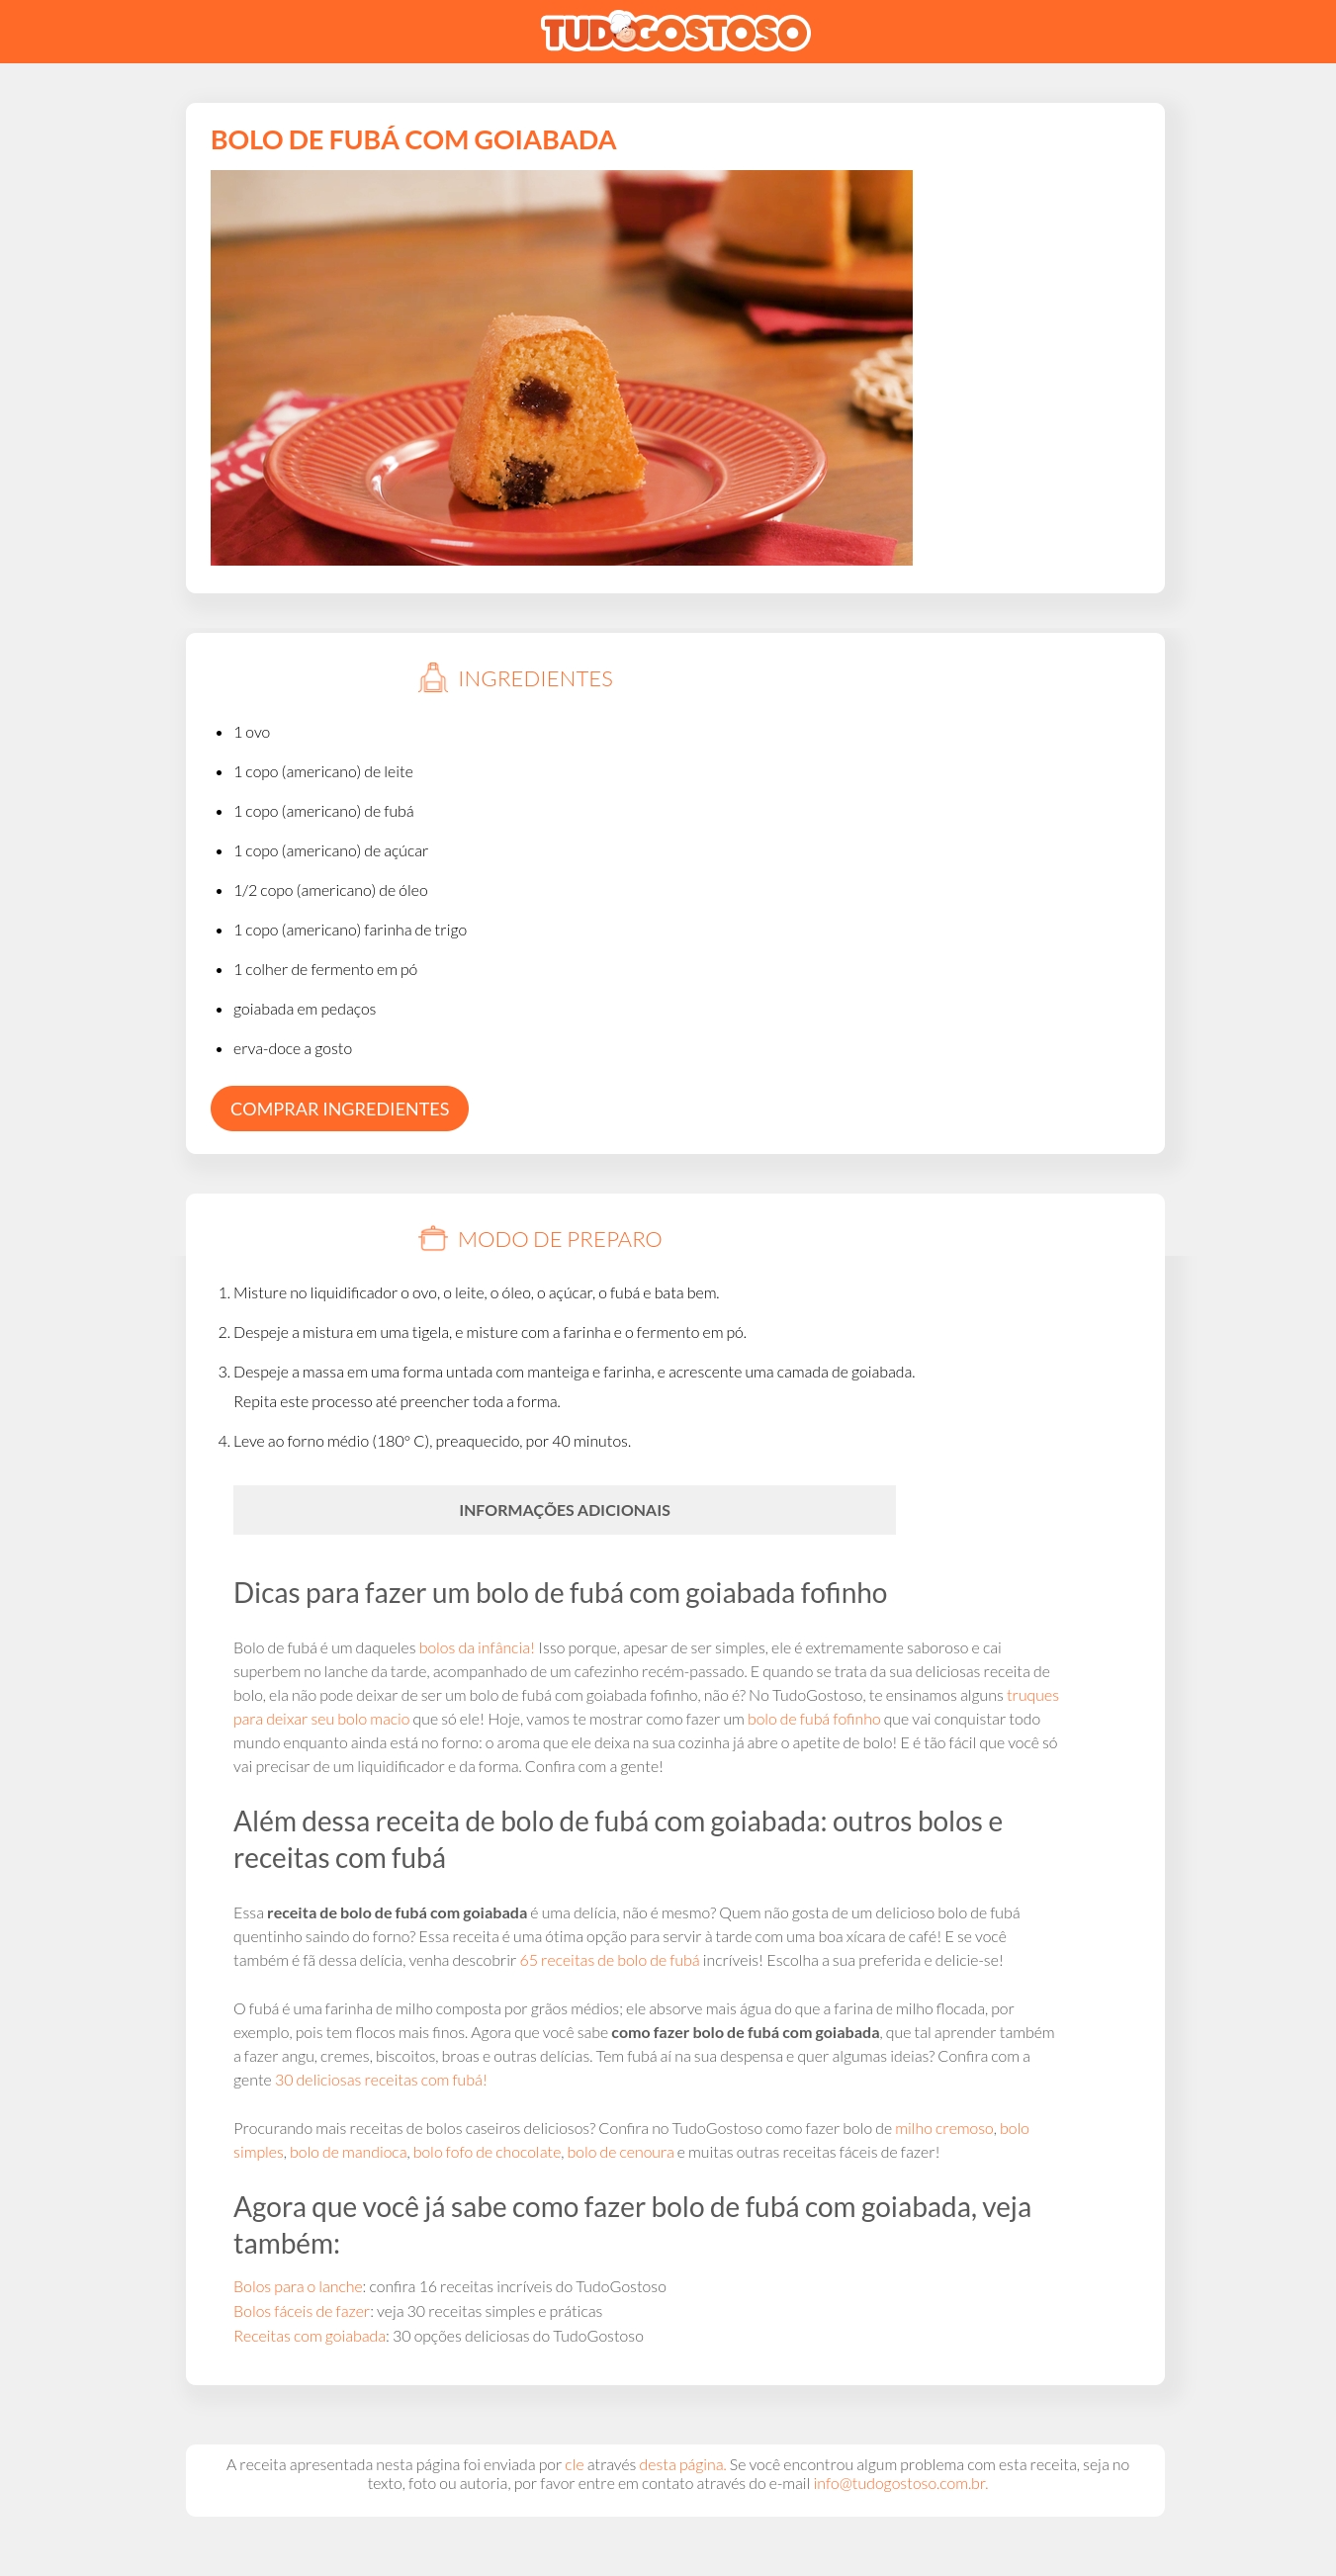 TUDOGOSTOSO
BOLO DE FUBÁ COM GOIABADA
INGREDIENTES
• 1 ovo
• 1 copo (americano) de leite
• 1 copo (americano) de fubá
• 1 copo (americano) de açúcar
• 1/2 copo (americano) de óleo
• 1 copo (americano) farinha de trigo
• 1 colher de fermento em pó
• goiabada em pedaços
• erva-doce a gosto
COMPRAR INGREDIENTES
MODO DE PREPARO
1. Misture no liquidificador o ovo, o leite, o óleo, o açúcar, o fubá e bata bem.
2. Despeje a mistura em uma tigela, e misture com a farinha e o fermento em pó.
3. Despeje a massa em uma forma untada com manteiga e farinha, e acrescente uma camada de goiabada.
Repita este processo até preencher toda a forma.
4. Leve ao forno médio (180° C), preaquecido, por 40 minutos.
INFORMAÇÕES ADICIONAIS
Dicas para fazer um bolo de fubá com goiabada fofinho
Bolo de fubá é um daqueles bolos da infância! Isso porque, apesar de ser simples, ele é extremamente saboroso e cai
superbem no lanche da tarde, acompanhado de um cafezinho recém-passado. E quando se trata da sua deliciosas receita de
bolo, ela não pode deixar de ser um bolo de fubá com goiabada fofinho, não é? No TudoGostoso, te ensinamos alguns truques
para deixar seu bolo macio que só ele! Hoje, vamos te mostrar como fazer um bolo de fubá fofinho que vai conquistar todo
mundo enquanto ainda está no forno: o aroma que ele deixa na sua cozinha já abre o apetite de bolo! E é tão fácil que você só
vai precisar de um liquidificador e da forma. Confira com a gente!
Além dessa receita de bolo de fubá com goiabada: outros bolos e
receitas com fubá
Essa receita de bolo de fubá com goiabada é uma delícia, não é mesmo? Quem não gosta de um delicioso bolo de fubá
quentinho saindo do forno? Essa receita é uma ótima opção para servir à tarde com uma boa xícara de café! E se você
também é fã dessa delícia, venha descobrir 65 receitas de bolo de fubá incríveis! Escolha a sua preferida e delicie-se!
O fubá é uma farinha de milho composta por grãos médios; ele absorve mais água do que a farina de milho flocada, por
exemplo, pois tem flocos mais finos. Agora que você sabe como fazer bolo de fubá com goiabada, que tal aprender também
a fazer angu, cremes, biscoitos, broas e outras delícias. Tem fubá aí na sua despensa e quer algumas ideias? Confira com a
gente 30 deliciosas receitas com fubá!
Procurando mais receitas de bolos caseiros deliciosos? Confira no TudoGostoso como fazer bolo de milho cremoso, bolo
simples, bolo de mandioca, bolo fofo de chocolate, bolo de cenoura e muitas outras receitas fáceis de fazer!
Agora que você já sabe como fazer bolo de fubá com goiabada, veja
também:
Bolos para o lanche: confira 16 receitas incríveis do TudoGostoso
Bolos fáceis de fazer: veja 30 receitas simples e práticas
Receitas com goiabada: 30 opções deliciosas do TudoGostoso
A receita apresentada nesta página foi enviada por cle através desta página. Se você encontrou algum problema com esta receita, seja no
texto, foto ou autoria, por favor entre em contato através do e-mail info@tudogostoso.com.br.